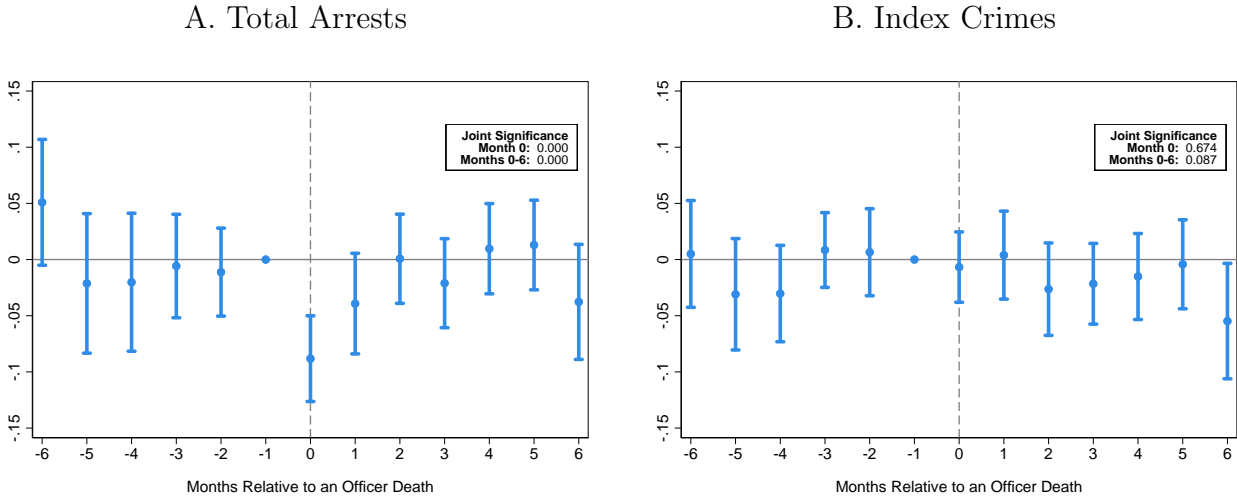 A. Total Arrests
.15
.1
.05
0
-.05
-.1
-.15
Joint Significance
Month 0: 0.000
Months 0-6: 0.000
-6 -5 -4 -3 -2 -1 0 1 2 3 4 5 6
Months Relative to an Officer Death
B. Index Crimes
.15
.1
.05
0
-.05
-.1
-.15
Joint Significance
Month 0: 0.674
Months 0-6: 0.087
-6 -5 -4 -3 -2 -1 0 1 2 3 4 5 6
Months Relative to an Officer Death